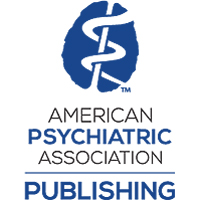 TM
AMERICAN
PSYCHIATRIC
ASSOCIATION
PUBLISHING